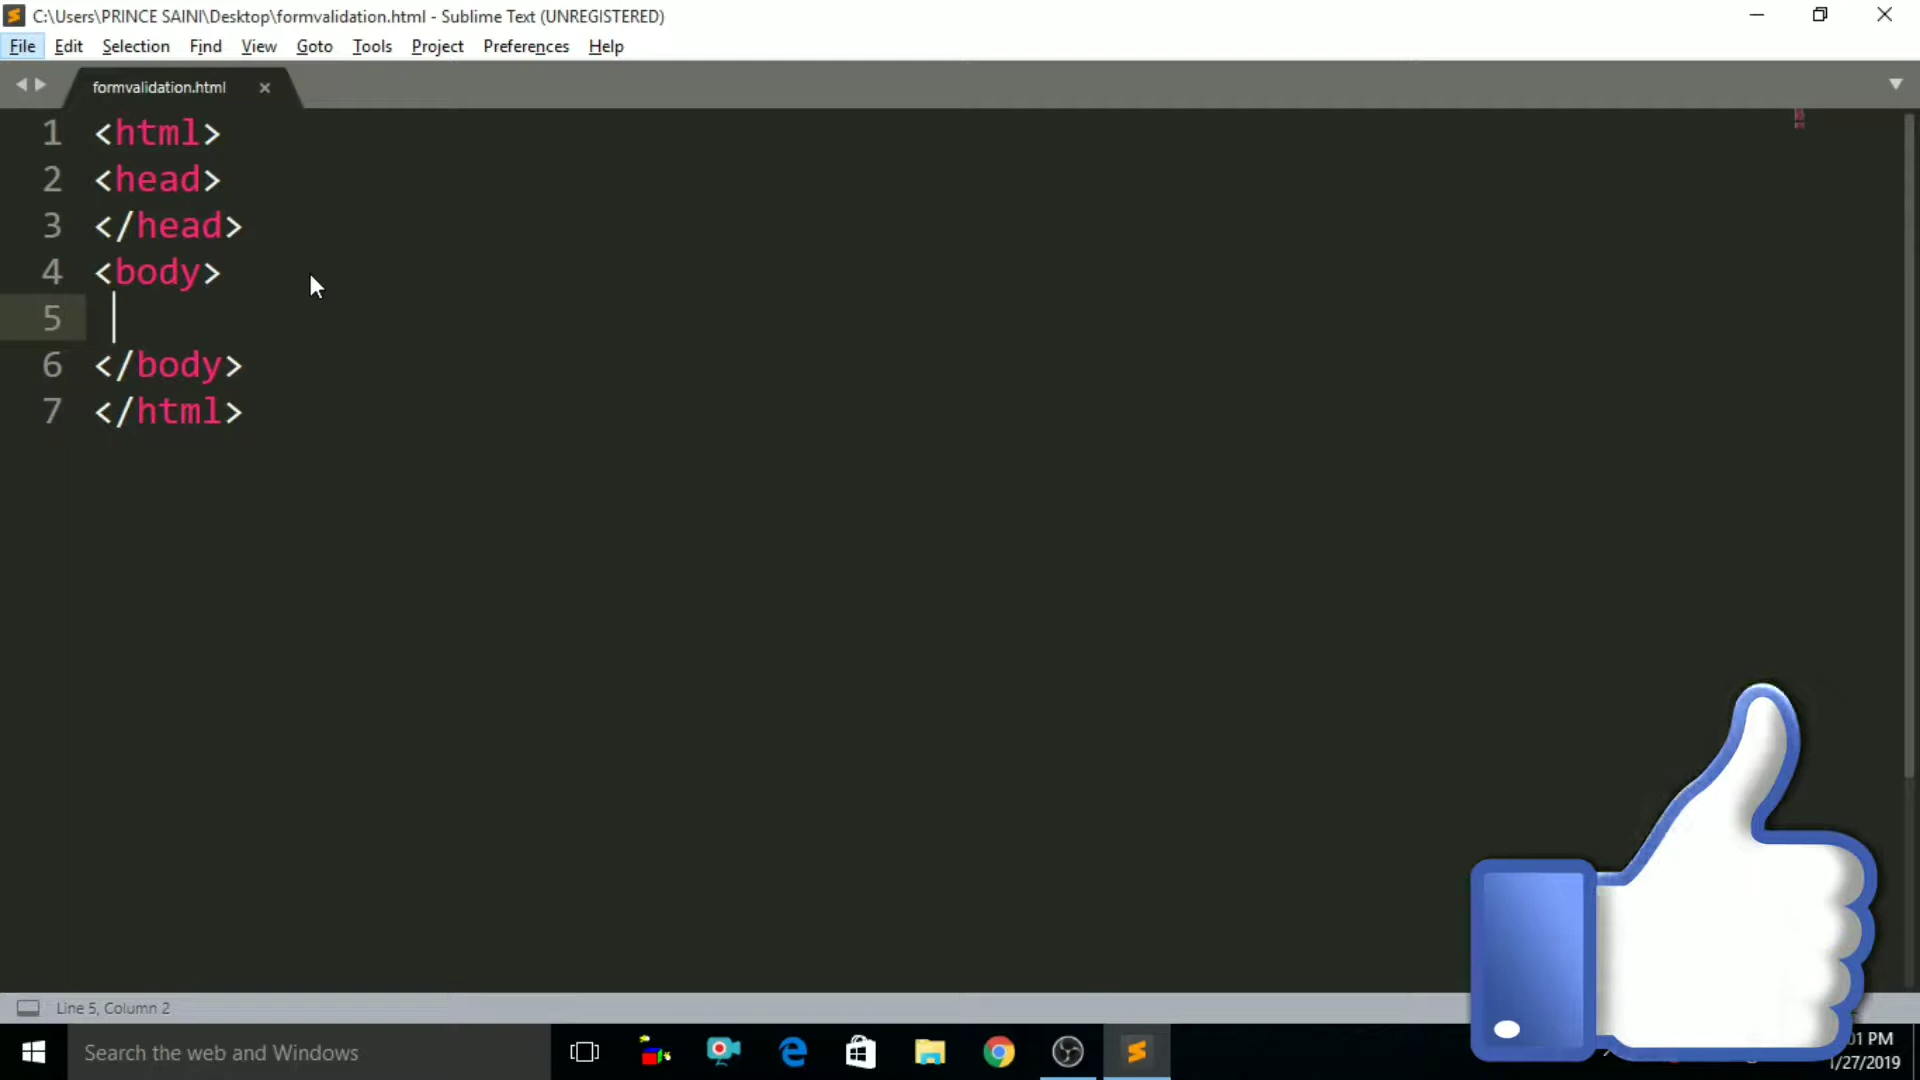 C:\Users\PRINCE SAINI\Desktop\formvalidation.html - Sublime Text (UNREGISTERED)
File Edit Selection Find View Goto Tools Project Preferences Help
formvalidation.html
1 <html>
2 <head>
3 </head>
4 <body>
5
6 </body>
7 </html>
Line 5, Column 2
Search the web and Windows
01 PM
1/27/2019